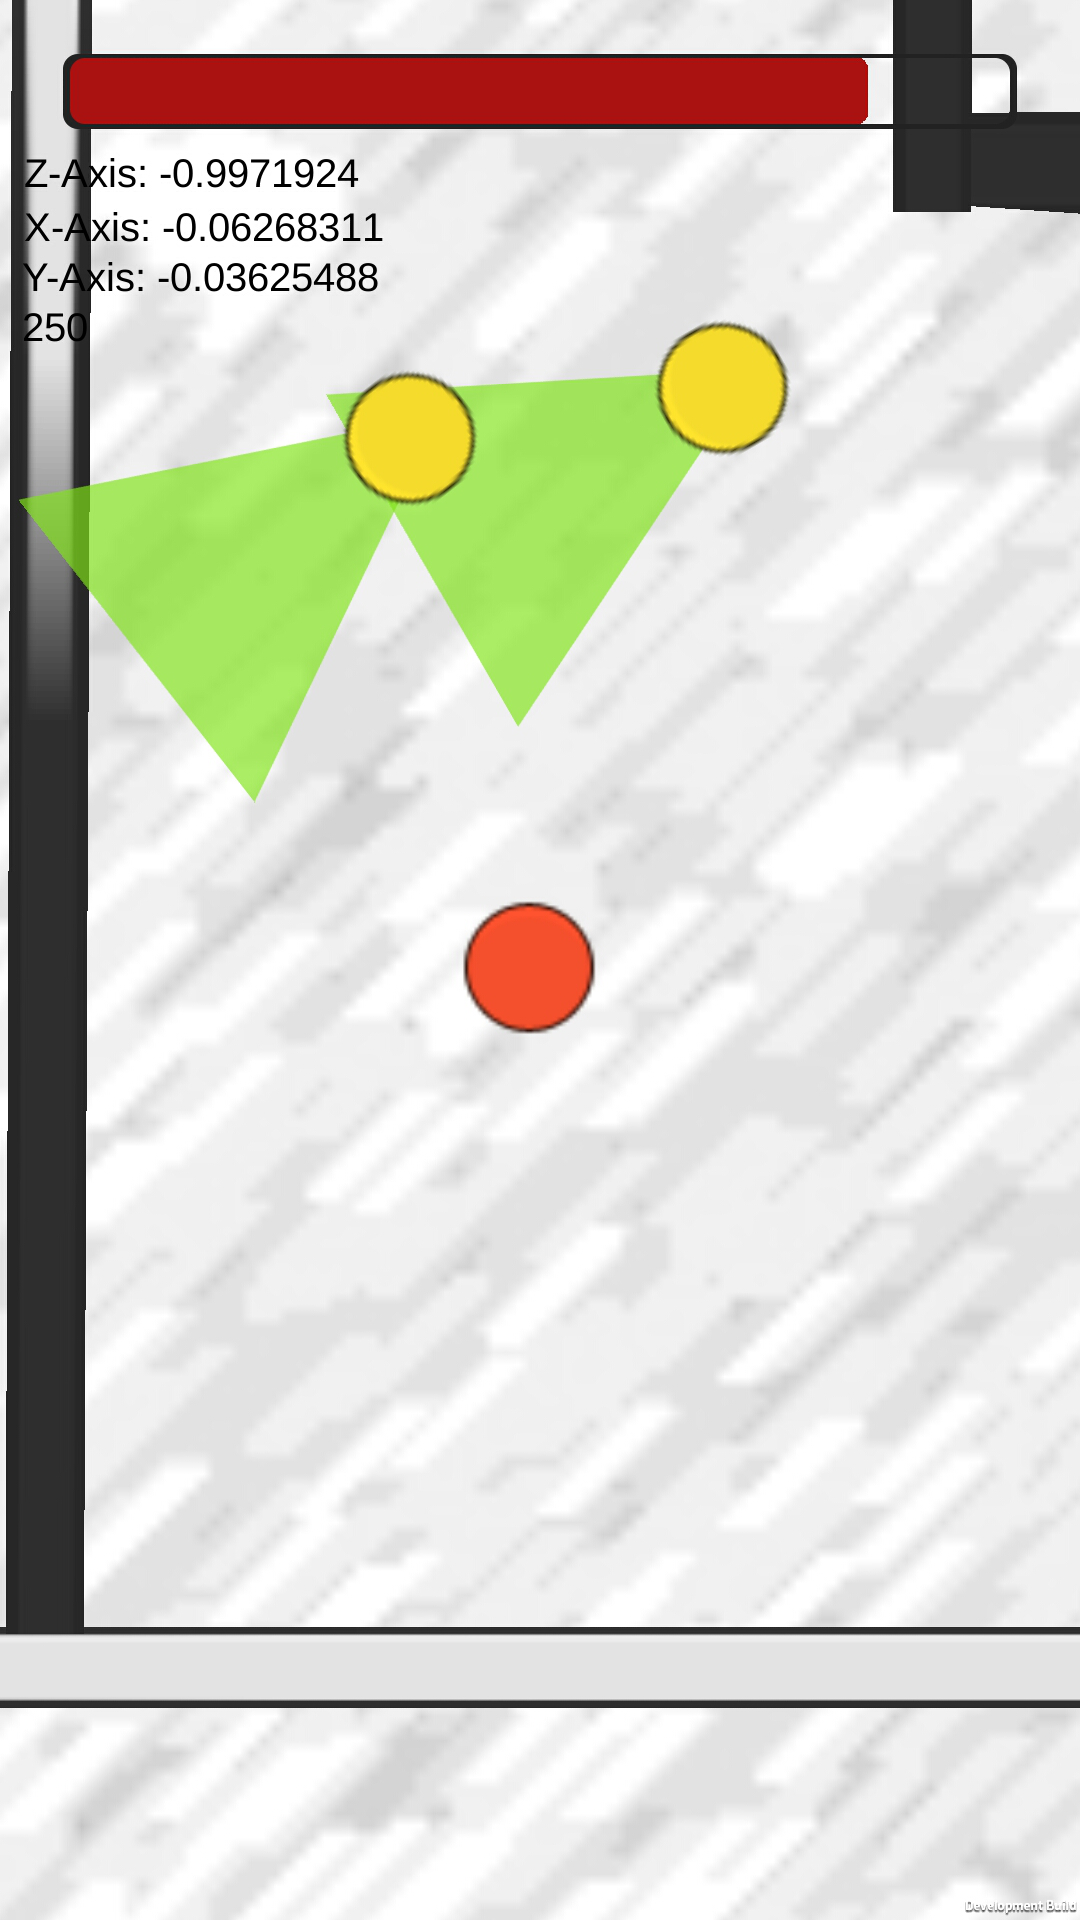 Z-Axis: -0.9971924
X-Axis: -0.06268311
Y-Axis: -0.03625488
250
Development Build